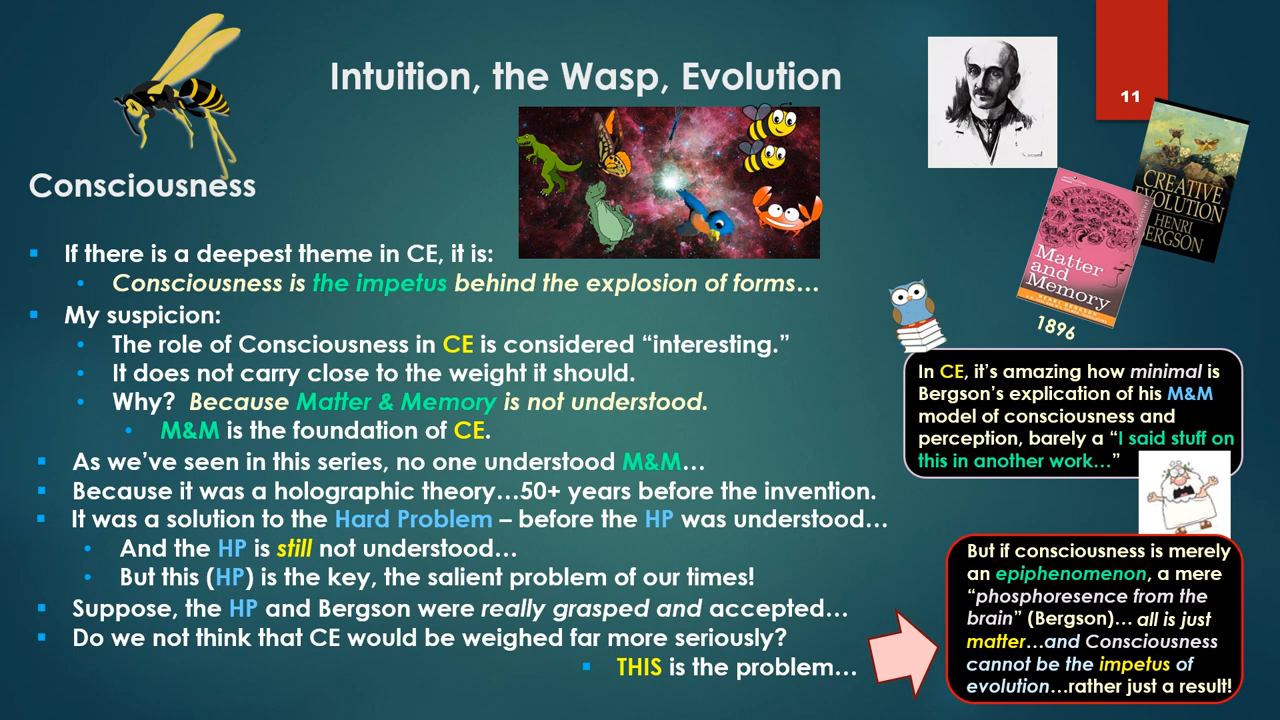 Intuition, the Wasp, Evolution
11
CREATIVE
EVOLUTION
HENRI
BERGSON
Matter
and
Memory
HENRI BERGSON
1896
Consciousness
If there is a deepest theme in CE, it is:
Consciousness is the impetus behind the explosion of forms…
My suspicion:
The role of Consciousness in CE is considered “interesting.”
It does not carry close to the weight it should.
Why? Because Matter & Memory is not understood.
M&M is the foundation of CE.
As we’ve seen in this series, no one understood M&M…
Because it was a holographic theory…50+ years before the invention.
It was a solution to the Hard Problem – before the HP was understood…
And the HP is still not understood…
But this (HP) is the key, the salient problem of our times!
Suppose, the HP and Bergson were really grasped and accepted…
Do we not think that CE would be weighed far more seriously?
THIS is the problem…
In CE, it’s amazing how minimal is
Bergson’s explication of his M&M
model of consciousness and
perception, barely a “I said stuff on
this in another work…”
But if consciousness is merely
an epiphenomenon, a mere
“phosphoresence from the
brain” (Bergson)… all is just
matter…and Consciousness
cannot be the impetus of
evolution…rather just a result!